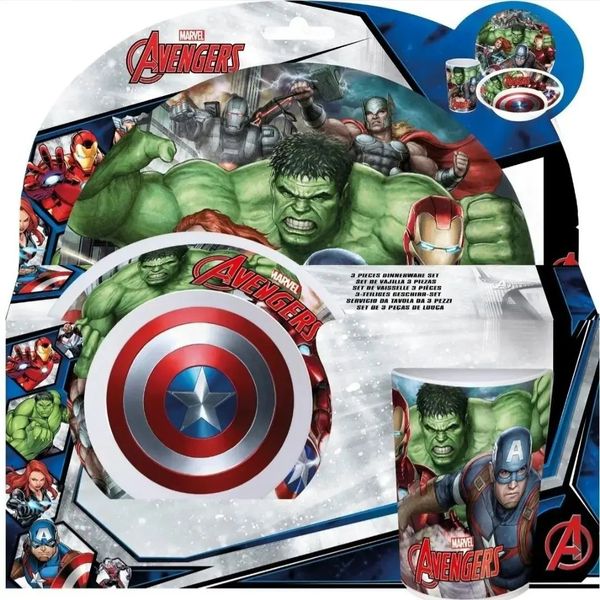 MARVEL
AVENGERS
MARVEL
AVENGERS
3 PIECES DINNERWARE SET
SET DE VAJILLA 3 PIEZAS
SET DE VAISSELLE 3 PIÈCES
3-TEILIGES GESCHIRR-SET
SERVIZIO DA TAVOLA DA 3 PEZZI
SET DE 3 PEÇAS DE LOUÇA
A
MARVEL
AVENGERS
A